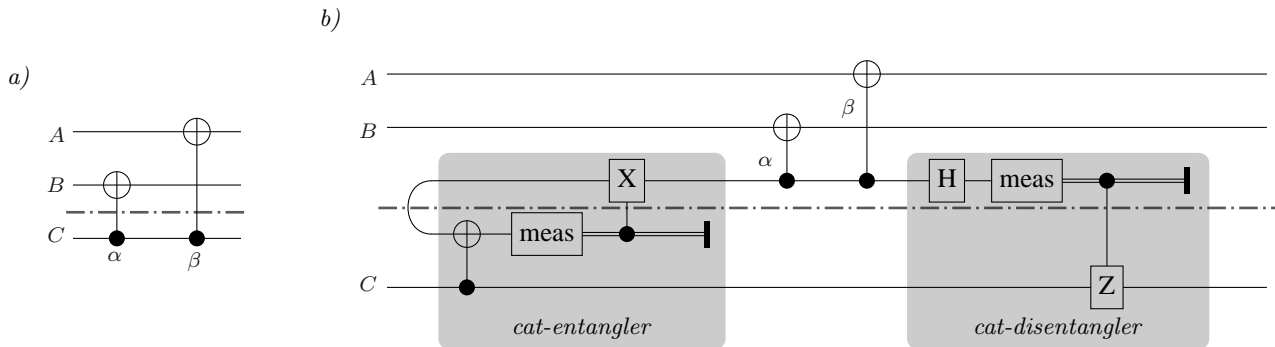 a)
A
B
C
α
β
b)
A
β
B
α
X
H
meas
meas
C
Z
cat-entangler
cat-disentangler